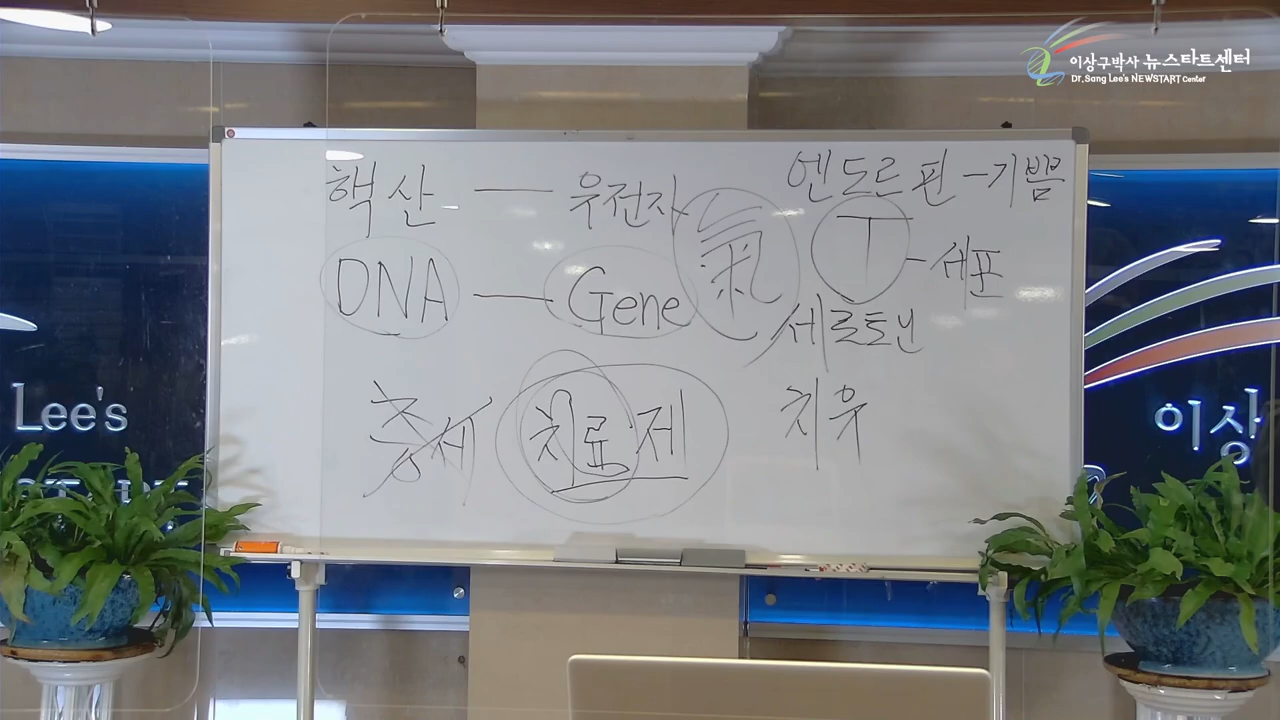 이상구박사 뉴스타트센터
Dr. Sang Lee's NEWSTART Center
핵산 — 유전자 氣 엔도르핀 - 기쁨
T - 세포
DNA — Gene
세르토닌
치료제 치유
Lee's
이상